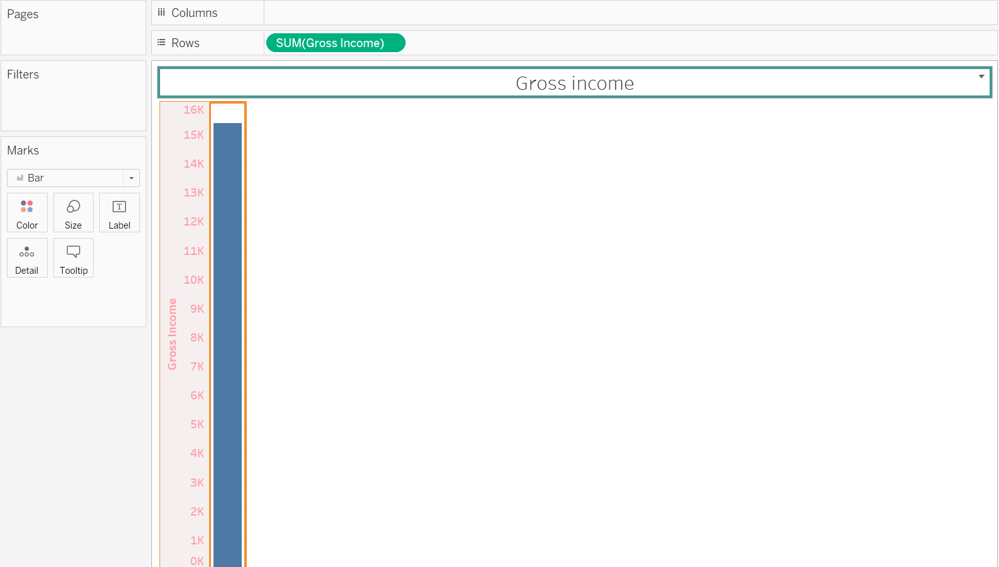 Pages
Columns
Rows
SUM(Gross Income)
Filters
Gross income
Marks
Bar
Color
Size
T
Label
Detail
Tooltip
Gross Income
16K
15K
14K
13K
12K
11K
10K
9K
8K
7K
6K
5K
4K
3K
2K
1K
0K